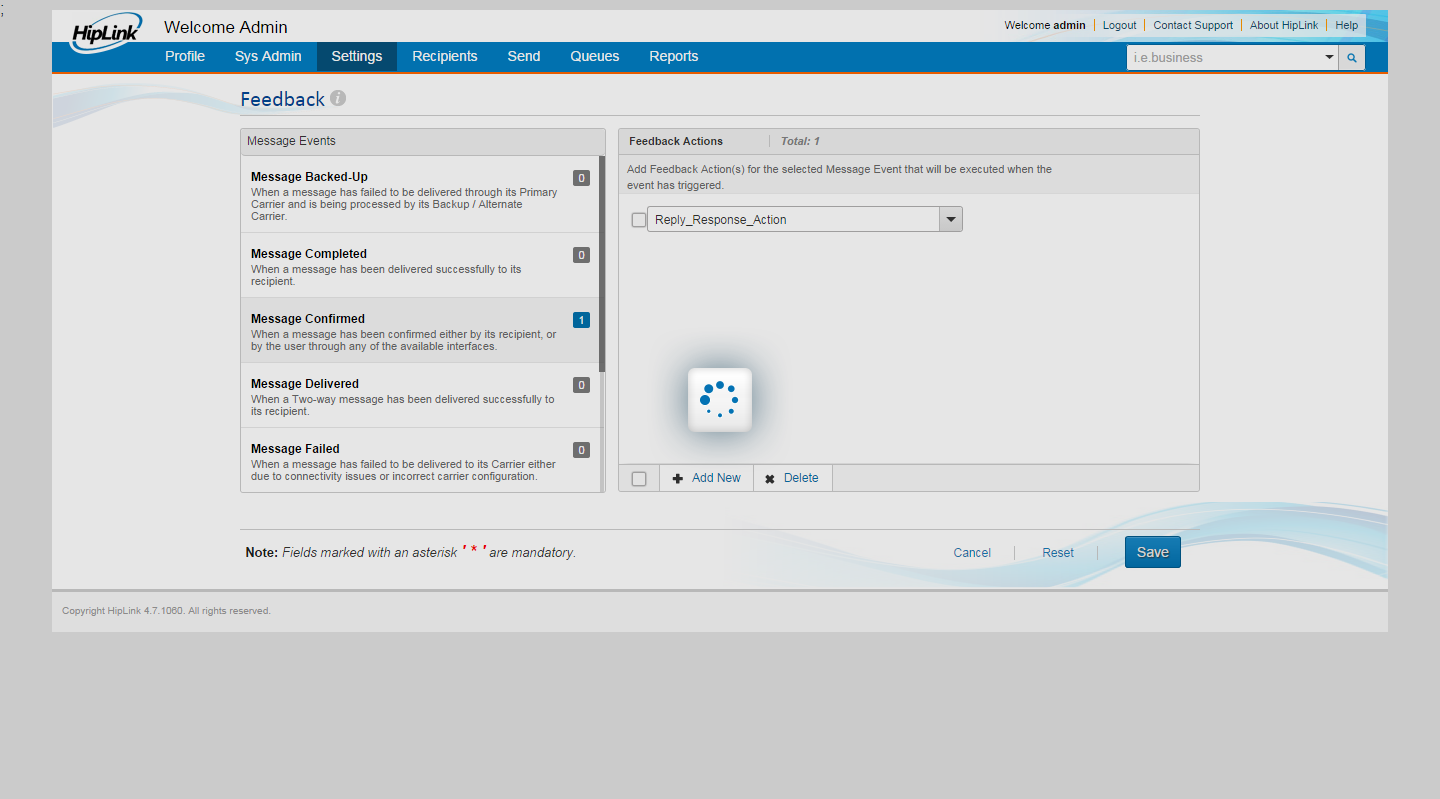 ;
HipLink
Welcome Admin
Welcome admin
Logout
Contact Support
About HipLink
Help
Profile
Sys Admin
Settings
Recipients
Send
Queues
Reports
i.e.business
Feedback
i
Message Events
Message Backed-Up
0
When a message has failed to be delivered through its Primary
Carrier and is being processed by its Backup / Alternate
Carrier.
Message Completed
0
When a message has been delivered successfully to its
recipient.
Message Confirmed
1
When a message has been confirmed either by its recipient, or
by the user through any of the available interfaces.
Message Delivered
0
When a Two-way message has been delivered successfully to
its recipient.
Message Failed
0
When a message has failed to be delivered to its Carrier either
due to connectivity issues or incorrect carrier configuration.
Feedback Actions
Total: 1
Add Feedback Action(s) for the selected Message Event that will be executed when the
event has triggered.
Reply_Response_Action
Add New
Delete
Note: Fields marked with an asterisk ' * ' are mandatory.
Cancel
Reset
Save
Copyright HipLink 4.7.1060. All rights reserved.